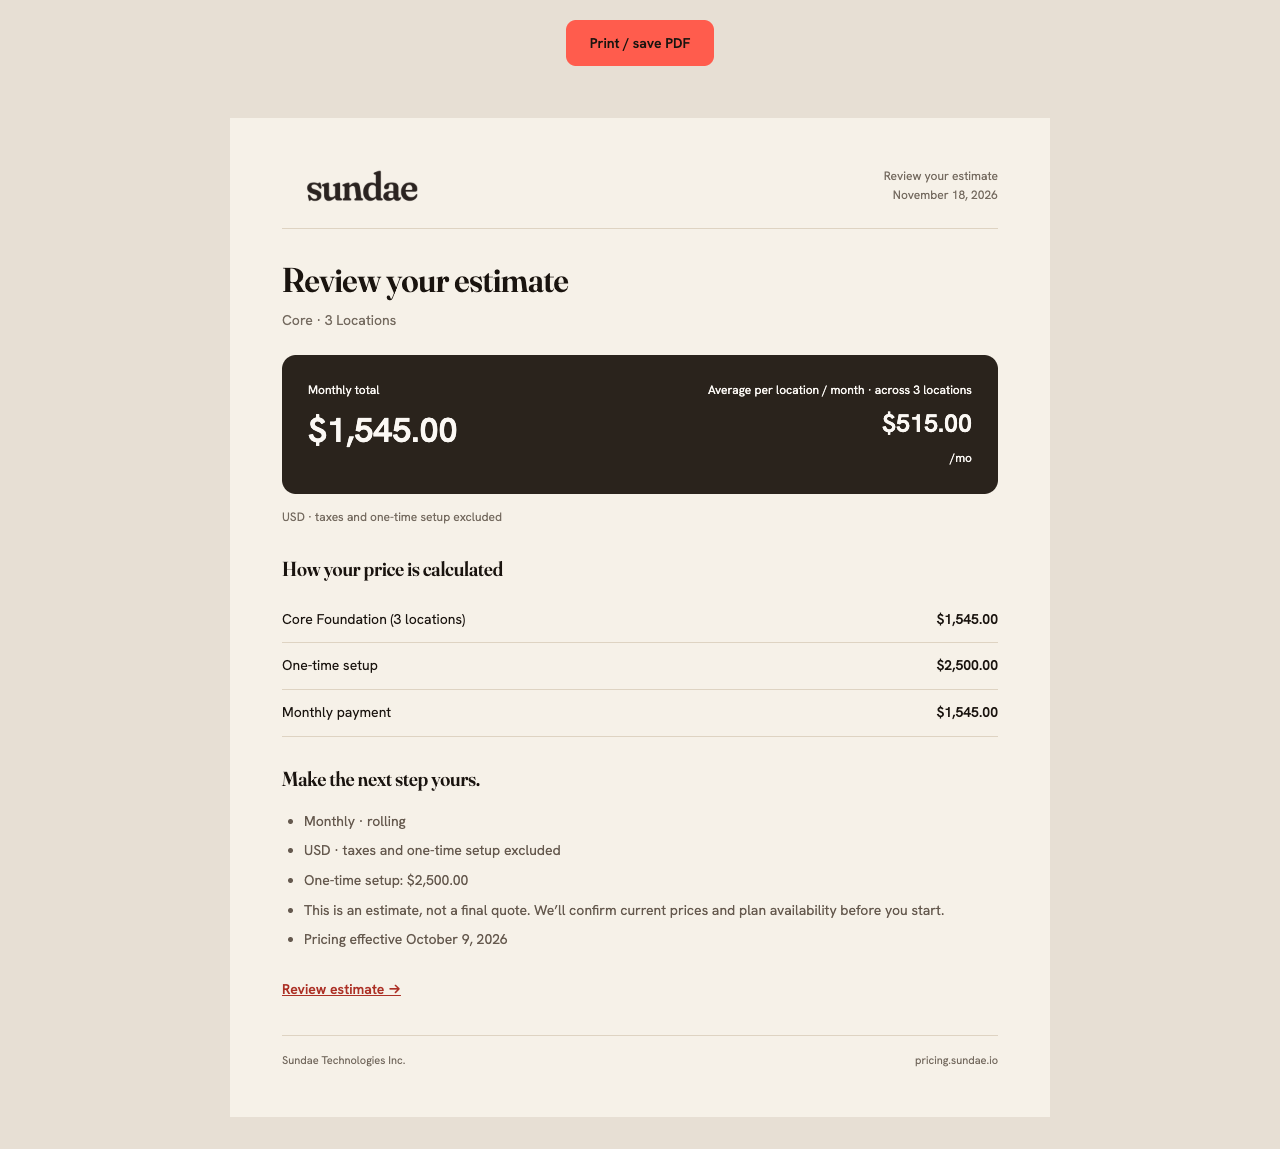 Print / save PDF
sundae
Review your estimate
November 18, 2026
Review your estimate
Core · 3 Locations
Monthly total
$1,545.00
Average per location / month · across 3 locations
$515.00
/mo
USD · taxes and one-time setup excluded
How your price is calculated
Core Foundation (3 locations) $1,545.00
One-time setup $2,500.00
Monthly payment $1,545.00
Make the next step yours.
• Monthly · rolling
• USD · taxes and one-time setup excluded
• One-time setup: $2,500.00
• This is an estimate, not a final quote. We’ll confirm current prices and plan availability before you start.
• Pricing effective October 9, 2026
Review estimate →
Sundae Technologies Inc. pricing.sundae.io